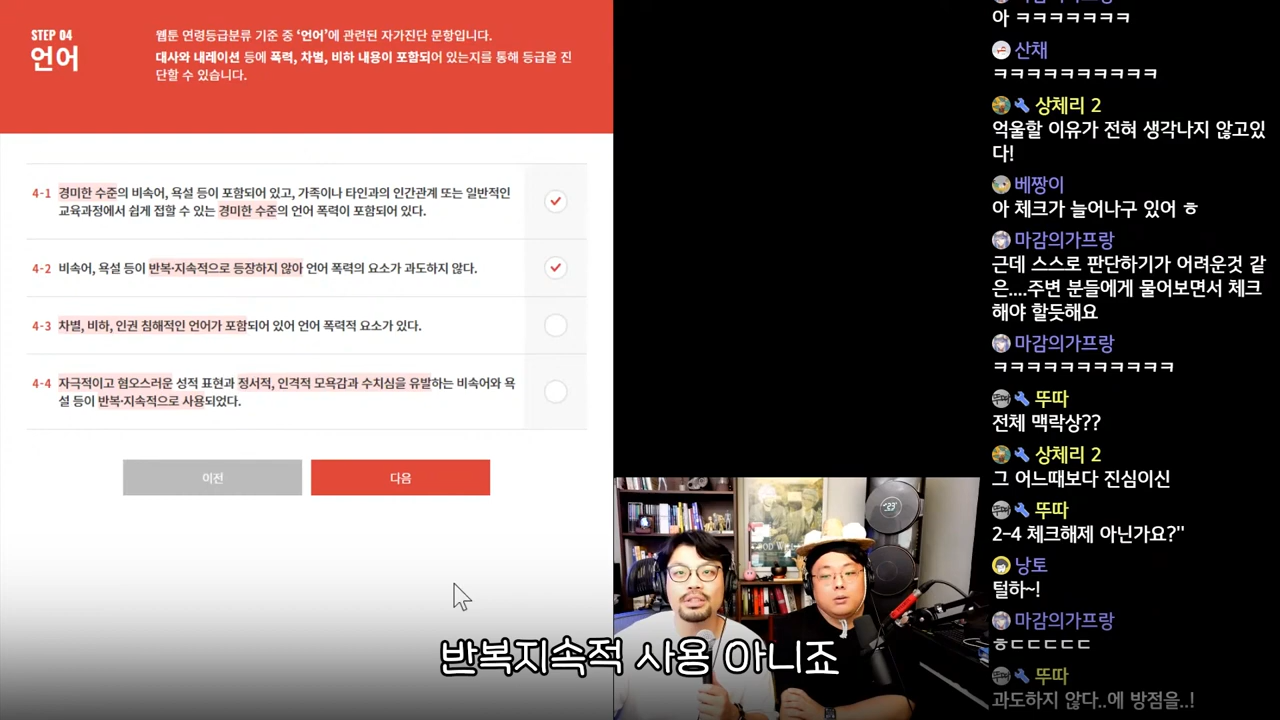 STEP 04
언어
웹툰 연령등급분류 기준 중 ‘언어’에 관련된 자가진단 문항입니다.
대사와 내레이션 등에 폭력, 차별, 비하 내용이 포함되어 있는지를 통해 등급을 진
단할 수 있습니다.
4-1 경미한 수준의 비속어, 욕설 등이 포함되어 있고, 가족이나 타인과의 인간관계 또는 일반적인
교육과정에서 쉽게 접할 수 있는 경미한 수준의 언어 폭력이 포함되어 있다.
4-2 비속어, 욕설 등이 반복·지속적으로 등장하지 않아 언어 폭력의 요소가 과도하지 않다.
4-3 차별, 비하, 인권 침해적인 언어가 포함되어 있어 언어 폭력적 요소가 있다.
4-4 자극적이고 혐오스러운 성적 표현과 정서적, 인격적 모욕감과 수치심을 유발하는 비속어와 욕
설 등이 반복·지속적으로 사용되었다.
이전
다음
반복지속적 사용 아니죠
아 ㅋㅋㅋㅋㅋㅋㅋ
산채
ㅋㅋㅋㅋㅋㅋㅋㅋㅋㅋ
상체리 2
억울할 이유가 전혀 생각나지 않고있
다!
베짱이
아 체크가 늘어나구 있어 ㅎ
마감의가프랑
근데 스스로 판단하기가 어려운것 같
은....주변 분들에게 물어보면서 체크
해야 할듯해요
마감의가프랑
ㅋㅋㅋㅋㅋㅋㅋㅋㅋㅋㅋ
뚜따
전체 맥락상??
상체리 2
그 어느때보다 진심이신
뚜따
2-4 체크해제 아닌가요?"
낭토
털하~!
마감의가프랑
ㅎㄷㄷㄷㄷㄷ
뚜따
과도하지 않다..에 방점을..!